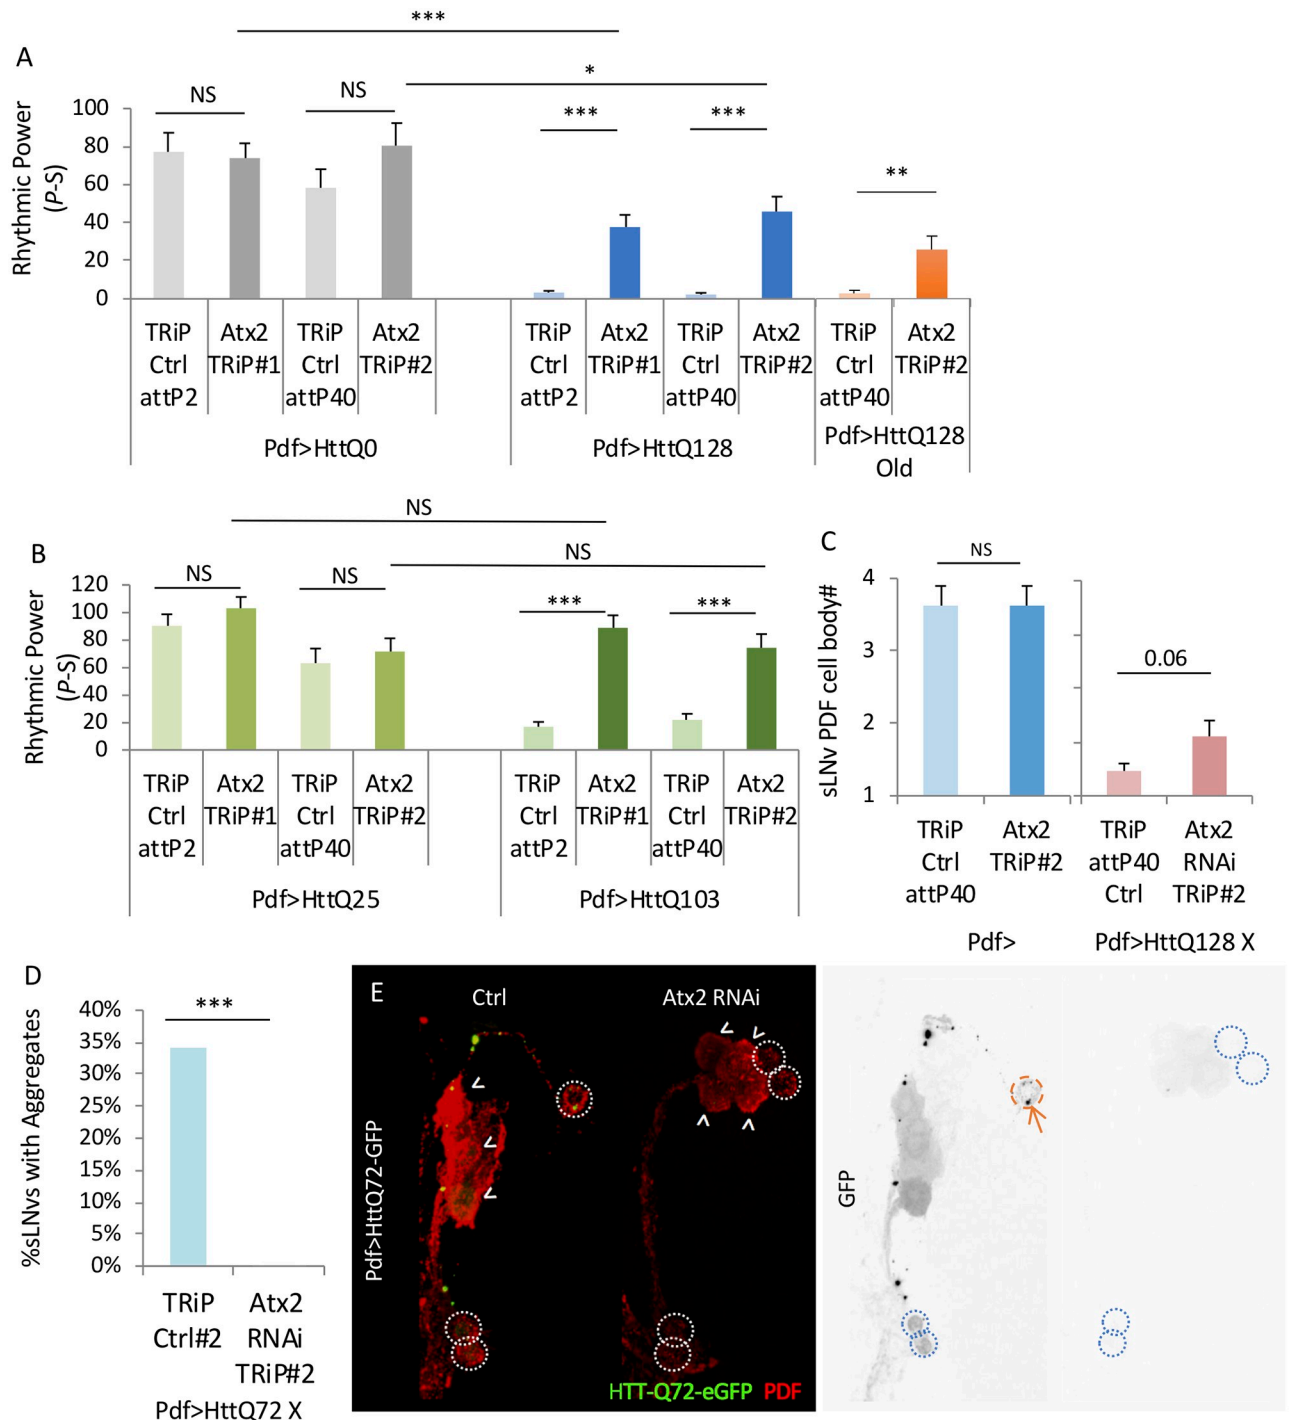 ***
A
*
NS
NS
***
***
**
Rhythmic Power
(P-S)
100
80
60
40
20
0
TRiP Atx2 TRiP Atx2 TRiP Atx2 TRiP Atx2 TRiP Atx2
Ctrl TRiP#1 Ctrl TRiP#2 Ctrl TRiP#1 Ctrl TRiP#2 Ctrl TRiP#2
attP2 attP40 attP2 attP40 attP40
Pdf>HttQ0
Pdf>HttQ128
Pdf>HttQ128
Old
NS
B
NS
NS
NS
***
***
Rhythmic Power
(P-S)
120
100
80
60
40
20
0
TRiP Atx2 TRiP Atx2 TRiP Atx2 TRiP Atx2
Ctrl TRiP#1 Ctrl TRiP#2 Ctrl TRiP#1 Ctrl TRiP#2
attP2 attP40 attP2 attP40
Pdf>HttQ25
Pdf>HttQ103
C
NS
0.06
sLNv PDF cell body#
4
3
2
1
TRiP Atx2 TRiP Atx2
Ctrl TRiP#2 attP40 RNAi
attP40 Ctrl TRiP#2
Pdf>
Pdf>HttQ128 X
D
***
%sLNvs with Aggregates
40%
35%
30%
25%
20%
15%
10%
5%
0%
TRiP Atx2
Ctrl#2 RNAi
TRiP#2
Pdf>HttQ72 X
E
Ctrl
Atx2 RNAi
Pdf>HttQ72-GFP
HTT-Q72-eGFP PDF
GFP